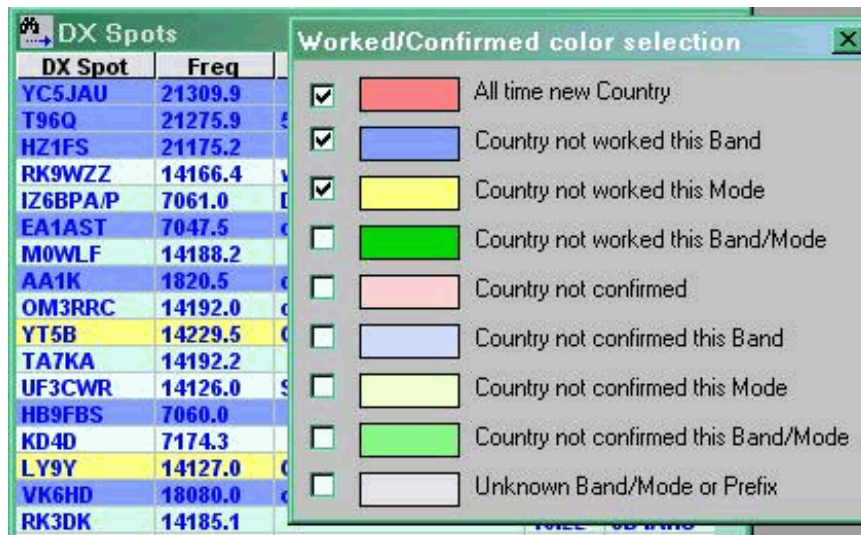 DX Spots
DX Spot Freq
YC5JAU 21309.9
T96Q 21275.9 5
HZ1FS 21175.2
RK9WZZ 14166.4
IZ6BPA/P 7061.0
EA1AST 7047.5
M0WLF 14188.2
AA1K 1820.5
OM3RRC 14192.0
YT5B 14229.5
TA7KA 14192.2
UF3CWR 14126.0 S
HB9FBS 7060.0
KD4D 7174.3
LY9Y 14127.0
VK6HD 18080.0
RK3DK 14185.1
Worked/Confirmed color selection
All time new Country
Country not worked this Band
Country not worked this Mode
Country not worked this Band/Mode
Country not confirmed
Country not confirmed this Band
Country not confirmed this Mode
Country not confirmed this Band/Mode
Unknown Band/Mode or Prefix